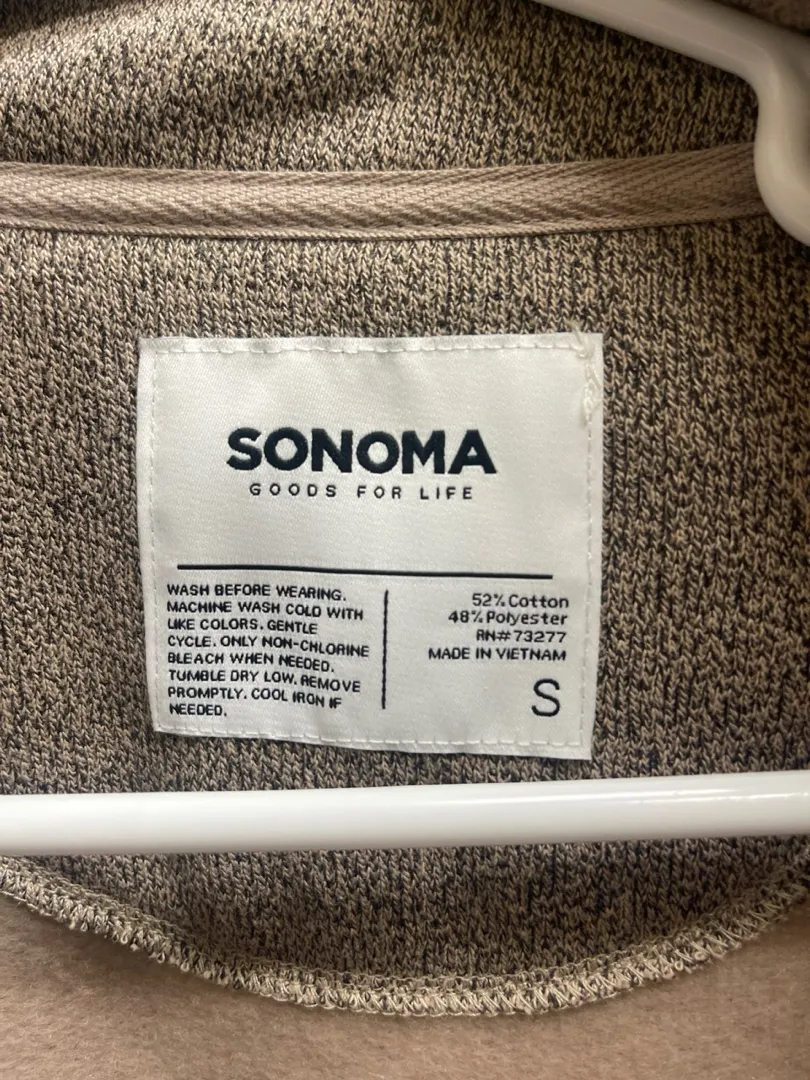 SONOMA
GOODS FOR LIFE
WASH BEFORE WEARING.
MACHINE WASH COLD WITH
LIKE COLORS. GENTLE
CYCLE. ONLY NON-CHLORINE
BLEACH WHEN NEEDED.
TUMBLE DRY LOW. REMOVE
PROMPTLY. COOL IRON IF
NEEDED.
52% Cotton
48% Polyester
RN#73277
MADE IN VIETNAM
S